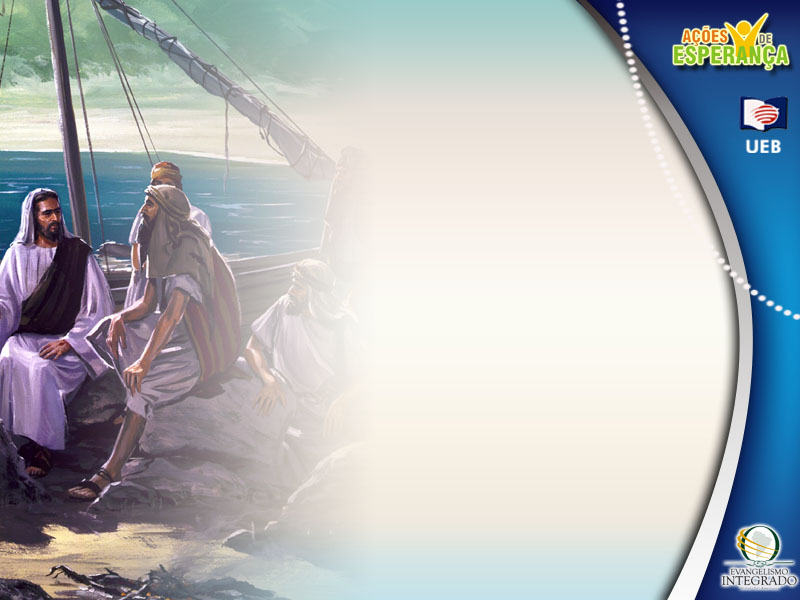 AÇÕES DE
ESPERANÇA
UEB
EVANGELISMO
INTEGRADO